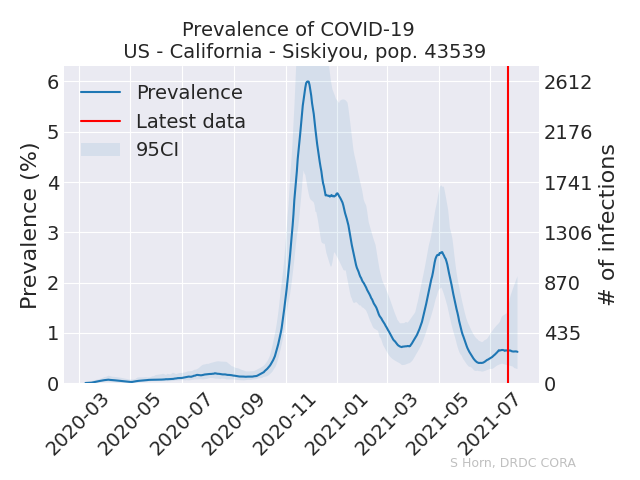 Prevalence of COVID-19
US - California - Siskiyou, pop. 43539
Prevalence
Latest data
95CI
Prevalence (%)
6
5
4
3
2
1
0
2612
2176
1741
1306
870
435
0
# of infections
2020-03
2020-05
2020-07
2020-09
2020-11
2021-01
2021-03
2021-05
2021-07
S Horn, DRDC CORA